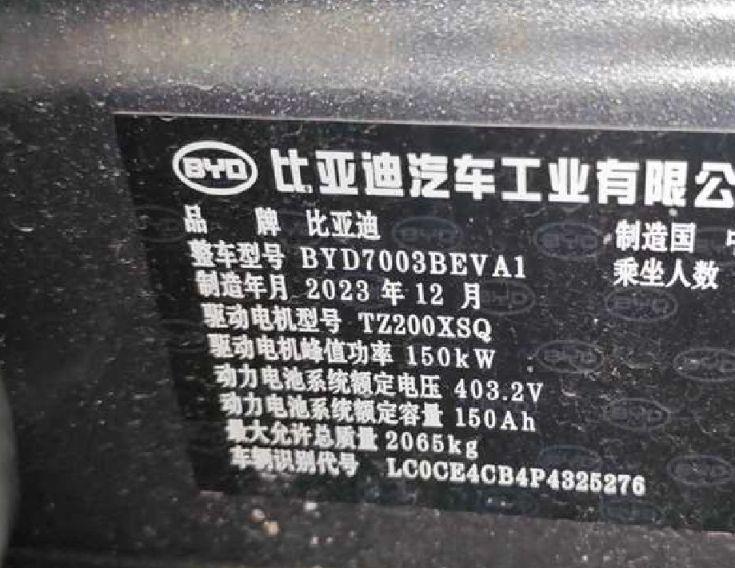 BYD 比亚迪汽车工业有限公
品 牌 比亚迪 制造国
整车型号 BYD7003BEVA1 乘坐人数
制造年月 2023 年 12 月
驱动电机型号 TZ200XSQ
驱动电机峰值功率 150kW
动力电池系统额定电压 403.2V
动力电池系统额定容量 150Ah
最大允许总质量 2065kg
车辆识别代号 LC0CE4CB4P4325276